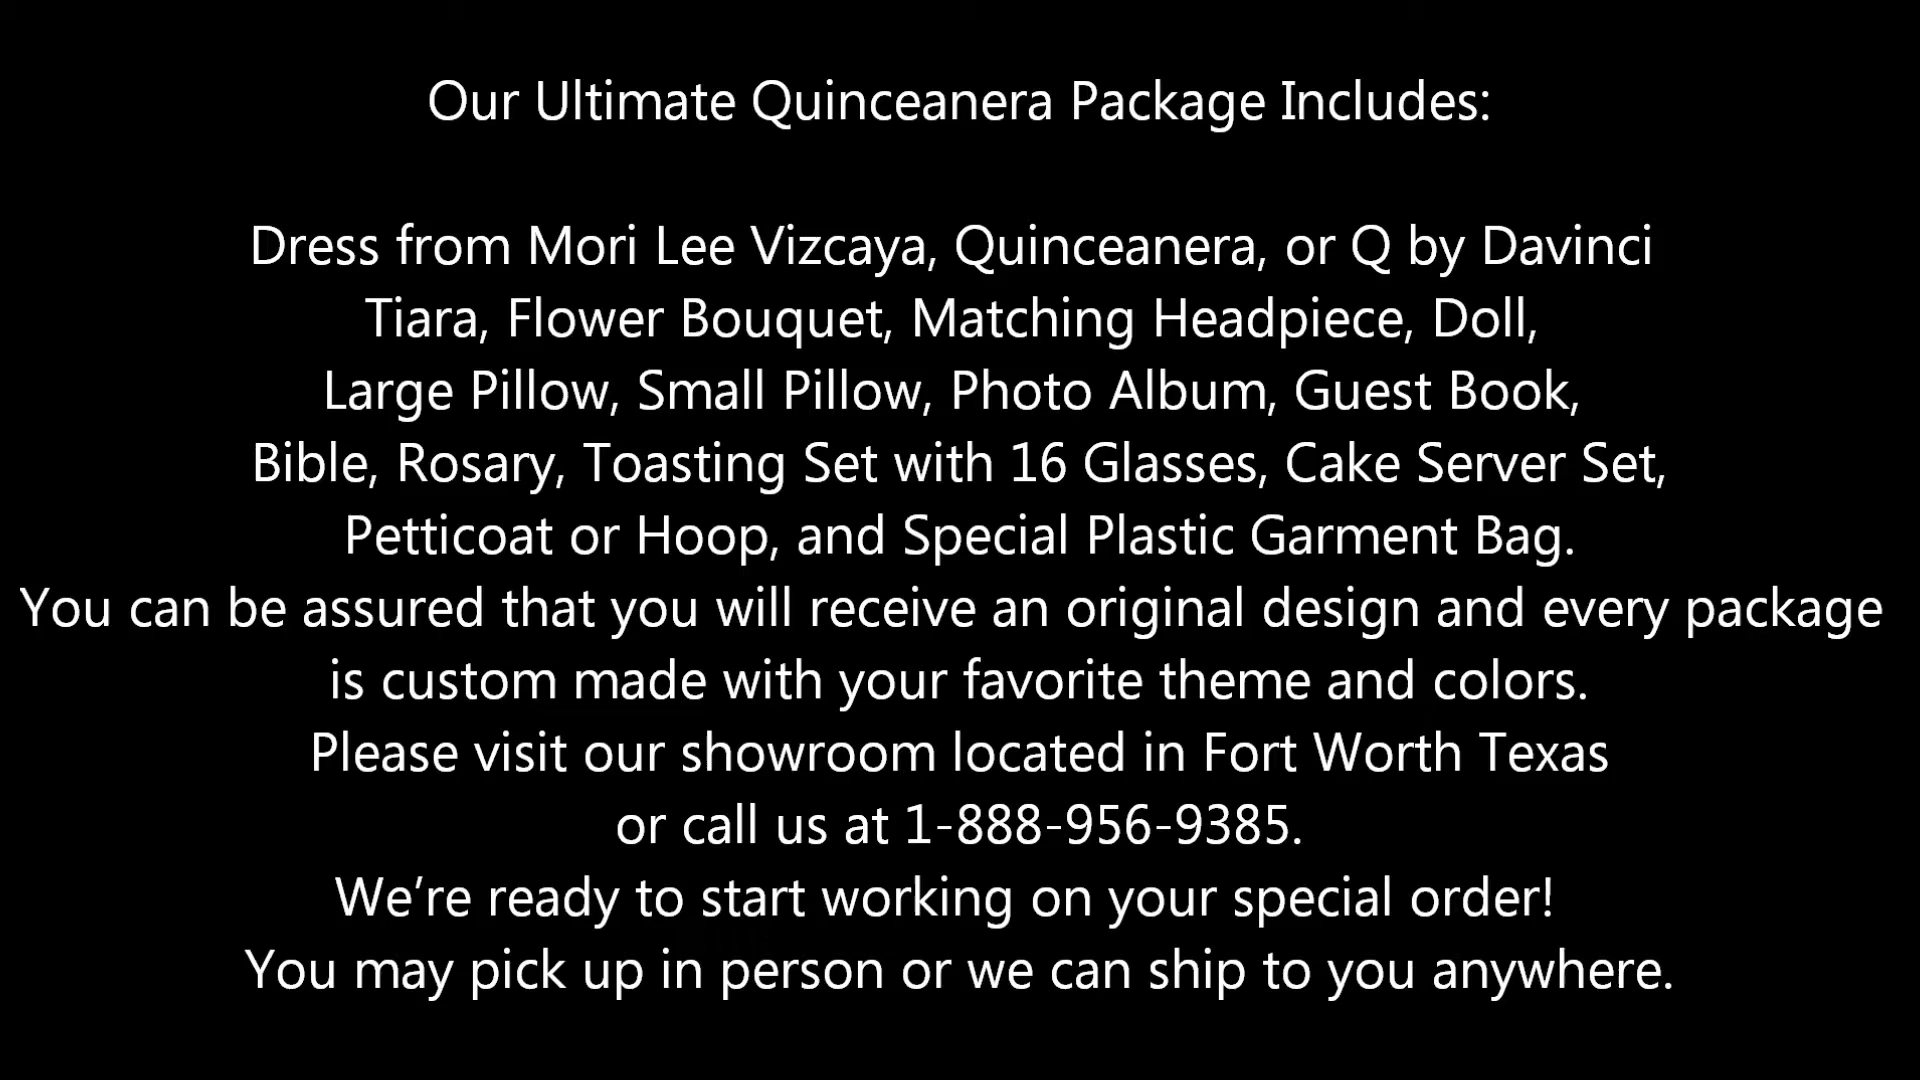 Our Ultimate Quinceanera Package Includes:
Dress from Mori Lee Vizcaya, Quinceanera, or Q by Davinci
Tiara, Flower Bouquet, Matching Headpiece, Doll,
Large Pillow, Small Pillow, Photo Album, Guest Book,
Bible, Rosary, Toasting Set with 16 Glasses, Cake Server Set,
Petticoat or Hoop, and Special Plastic Garment Bag.
You can be assured that you will receive an original design and every package
is custom made with your favorite theme and colors.
Please visit our showroom located in Fort Worth Texas
or call us at 1-888-956-9385.
We’re ready to start working on your special order!
You may pick up in person or we can ship to you anywhere.